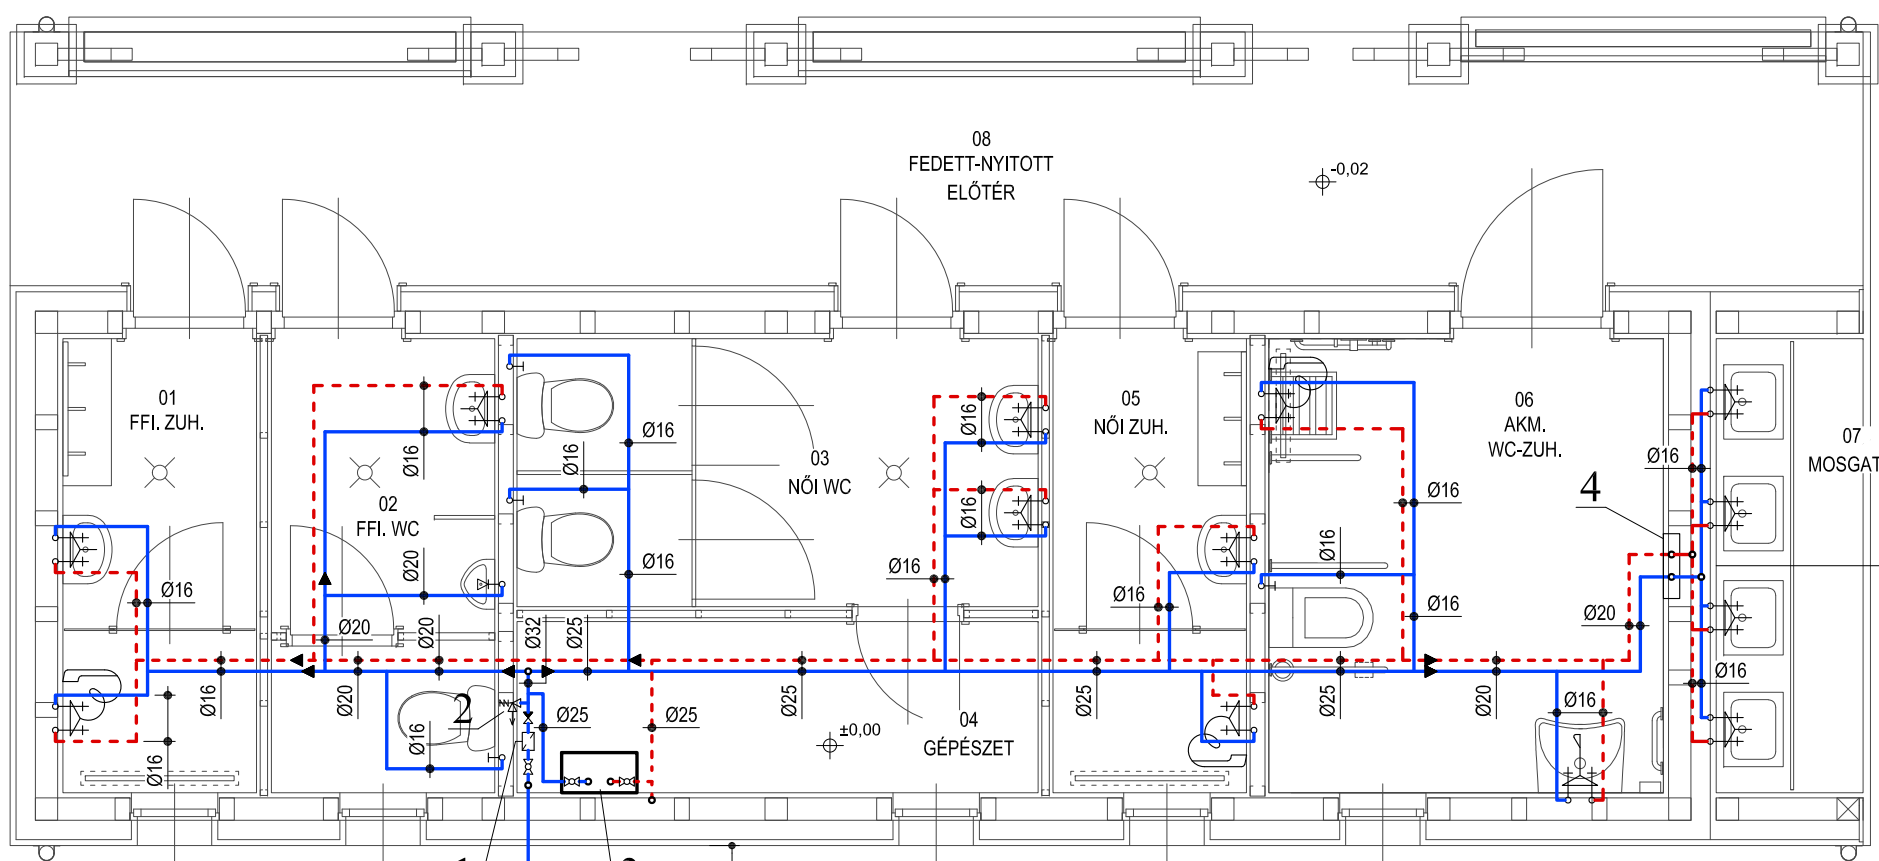 08
FEDETT-NYITOTT
ELŐTÉR
-0,02
01
FFI. ZUH.
02
FFI. WC
03
NŐI WC
05
NŐI ZUH.
06
AKM.
WC-ZUH.
07
MOSGAT
4
Ø16
Ø16
Ø16
Ø16
Ø16
Ø16
Ø16
Ø16
Ø16
Ø20
Ø16
Ø16
Ø16
Ø16
Ø16
Ø20
Ø20
Ø20
Ø32
Ø25
Ø16
Ø20
Ø25
Ø25
Ø25
Ø20
Ø16
Ø16
2
Ø25
Ø25
±0,00
04
GÉPÉSZET
Ø16
Ø16